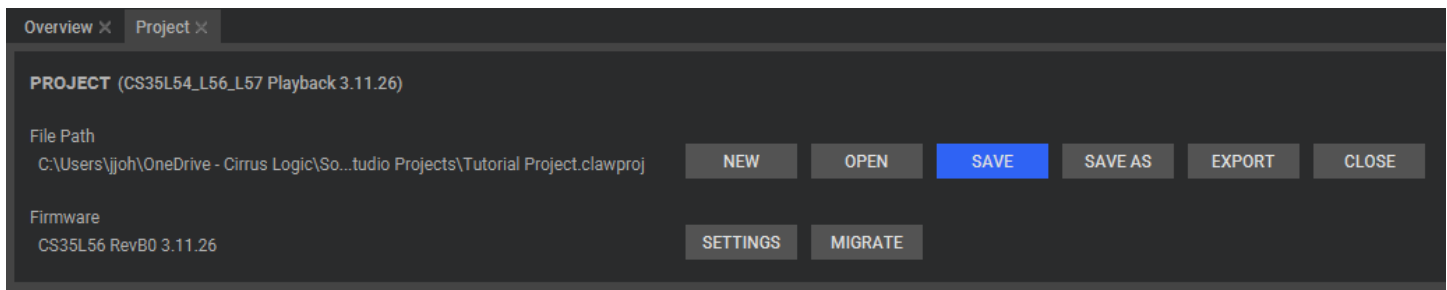 Overview × Project ×
PROJECT (CS35L54_L56_L57 Playback 3.11.26)
File Path
C:\Users\jjoh\OneDrive - Cirrus Logic\So...tudio Projects\Tutorial Project.clawproj NEW OPEN SAVE SAVE AS EXPORT CLOSE
Firmware
CS35L56 RevB0 3.11.26 SETTINGS MIGRATE